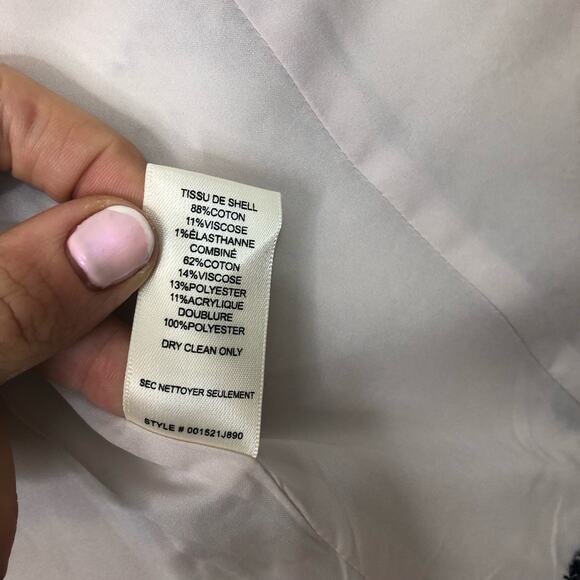 TISSU DE SHELL
88%COTON
11%VISCOSE
1%ÉLASTHANNE
COMBINÉ
62%COTON
14%VISCOSE
13%POLYESTER
11%ACRYLIQUE
DOUBLURE
100%POLYESTER
DRY CLEAN ONLY
SEC NETTOYER SEULEMENT
STYLE # 001521J890